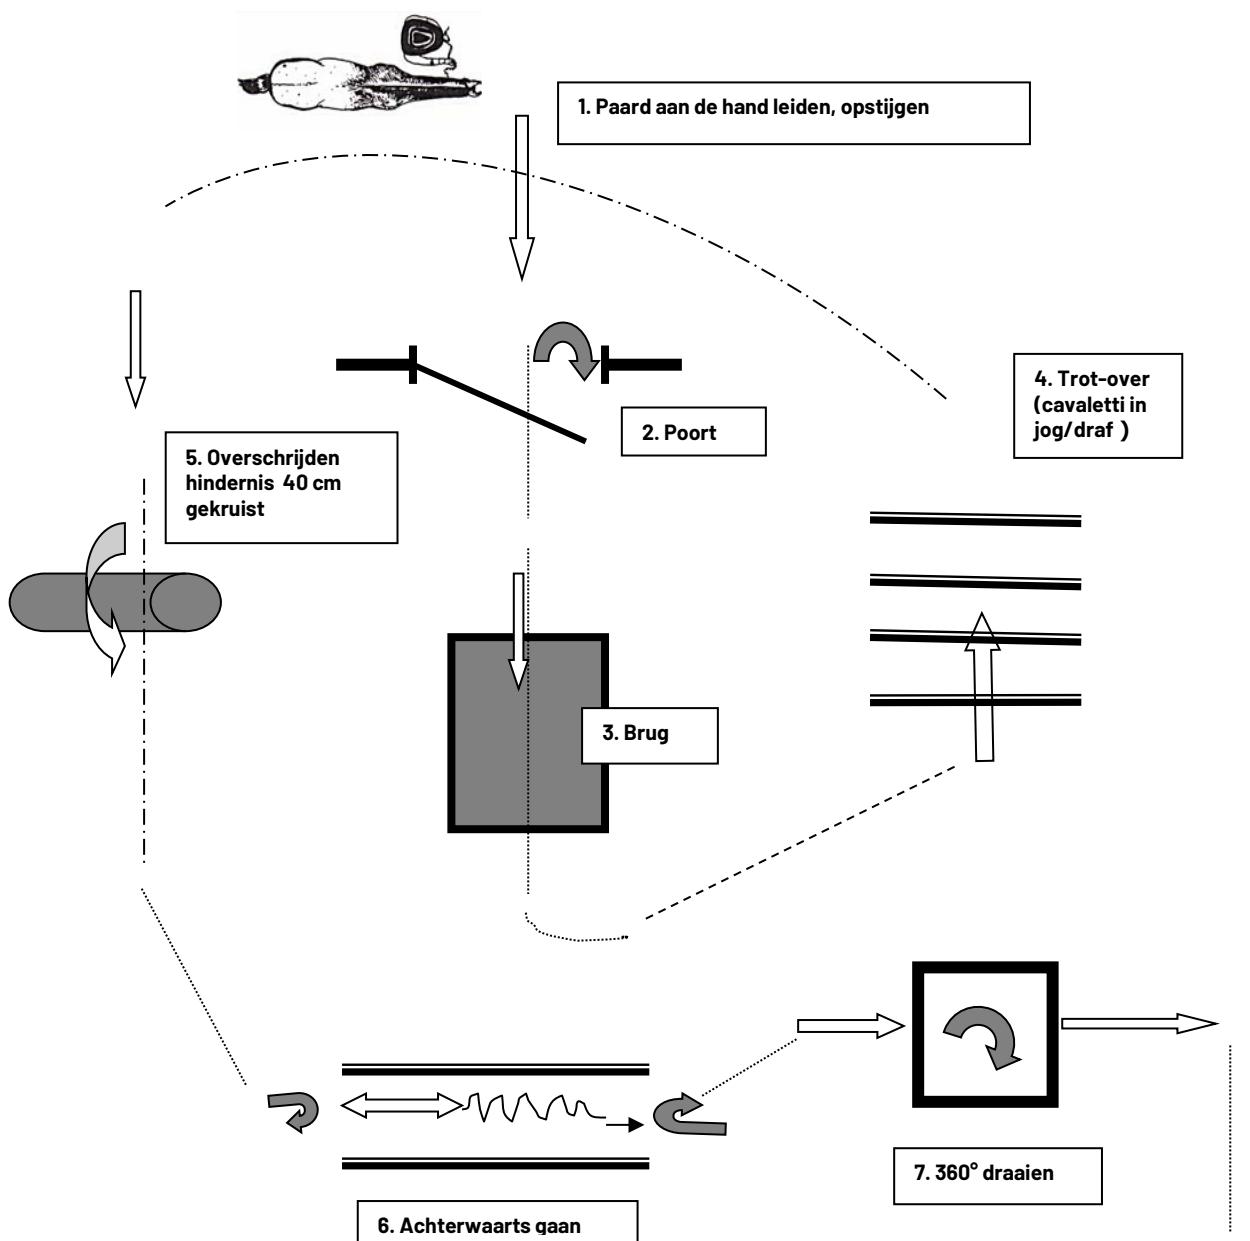 1. Paard aan de hand leiden, opstijgen
2. Poort
3. Brug
4. Trot-over
(cavaletti in
jog/draf )
5. Overschrijden
hindernis 40 cm
gekruist
6. Achterwaarts gaan
7. 360° draaien